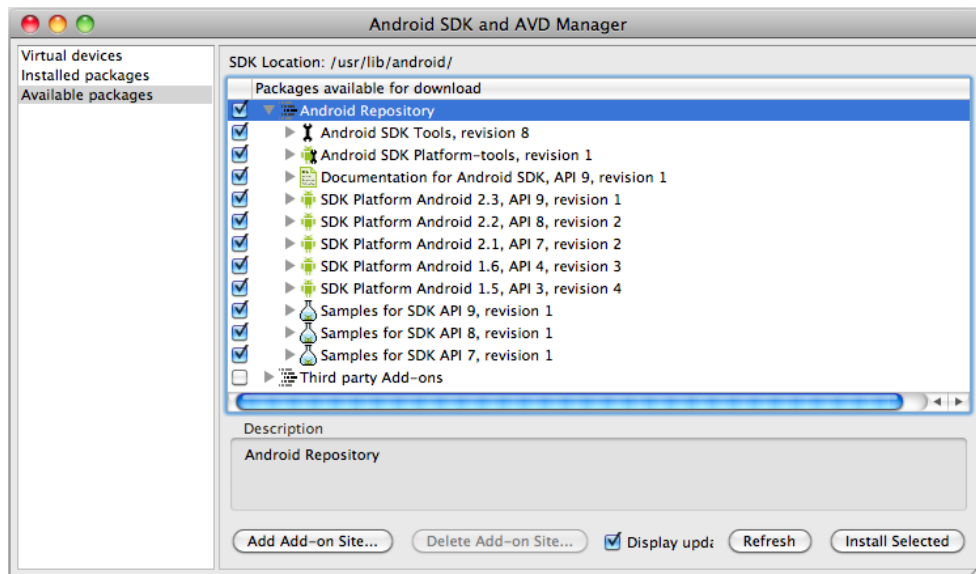 Android SDK and AVD Manager
Virtual devices
Installed packages
Available packages
SDK Location: /usr/lib/android/
Packages available for download
Android Repository
Android SDK Tools, revision 8
Android SDK Platform-tools, revision 1
Documentation for Android SDK, API 9, revision 1
SDK Platform Android 2.3, API 9, revision 1
SDK Platform Android 2.2, API 8, revision 2
SDK Platform Android 2.1, API 7, revision 2
SDK Platform Android 1.6, API 4, revision 3
SDK Platform Android 1.5, API 3, revision 4
Samples for SDK API 9, revision 1
Samples for SDK API 8, revision 1
Samples for SDK API 7, revision 1
Third party Add-ons
Description
Android Repository
Add Add-on Site... Delete Add-on Site... Display upda Refresh Install Selected